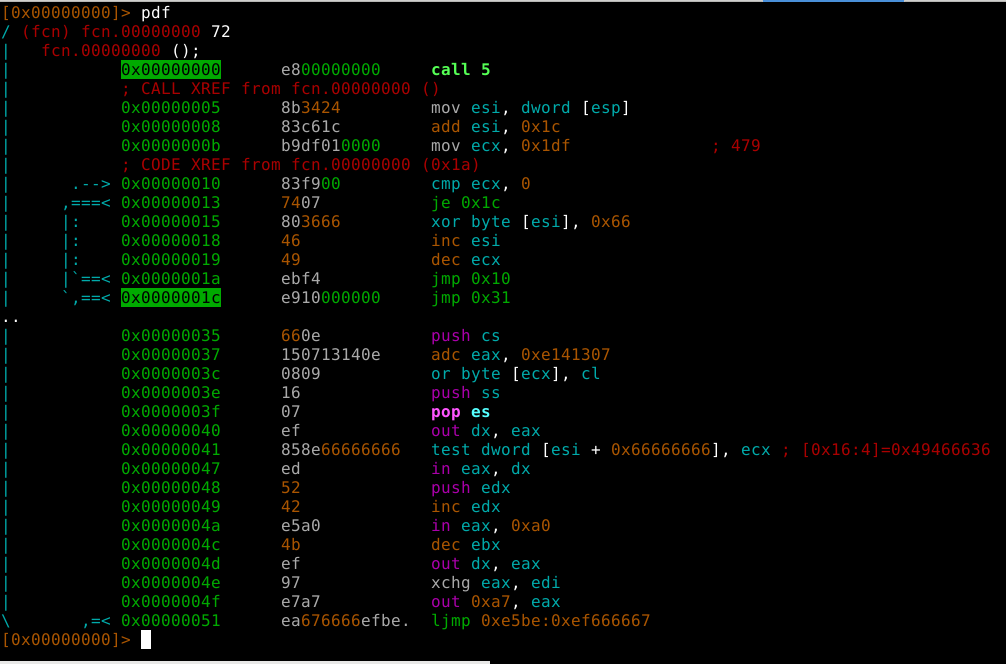 [0x00000000]> pdf
/ (fcn) fcn.00000000 72
|   fcn.00000000 ();
|           0x00000000      e800000000     call 5
|           ; CALL XREF from fcn.00000000 ()
|           0x00000005      8b3424         mov esi, dword [esp]
|           0x00000008      83c61c         add esi, 0x1c
|           0x0000000b      b9df010000     mov ecx, 0x1df              ; 479
|           ; CODE XREF from fcn.00000000 (0x1a)
|      .--> 0x00000010      83f900         cmp ecx, 0
|     ,===< 0x00000013      7407           je 0x1c
|     |:    0x00000015      803666         xor byte [esi], 0x66
|     |:    0x00000018      46             inc esi
|     |:    0x00000019      49             dec ecx
|     |`==< 0x0000001a      ebf4           jmp 0x10
|     `,==< 0x0000001c      e910000000     jmp 0x31
..
|           0x00000035      660e           push cs
|           0x00000037      150713140e     adc eax, 0xe141307
|           0x0000003c      0809           or byte [ecx], cl
|           0x0000003e      16             push ss
|           0x0000003f      07             pop es
|           0x00000040      ef             out dx, eax
|           0x00000041      858e66666666   test dword [esi + 0x66666666], ecx ; [0x16:4]=0x49466636
|           0x00000047      ed             in eax, dx
|           0x00000048      52             push edx
|           0x00000049      42             inc edx
|           0x0000004a      e5a0           in eax, 0xa0
|           0x0000004c      4b             dec ebx
|           0x0000004d      ef             out dx, eax
|           0x0000004e      97             xchg eax, edi
|           0x0000004f      e7a7           out 0xa7, eax
\       ,=< 0x00000051      ea676666efbe.  ljmp 0xe5be:0xef666667
[0x00000000]>